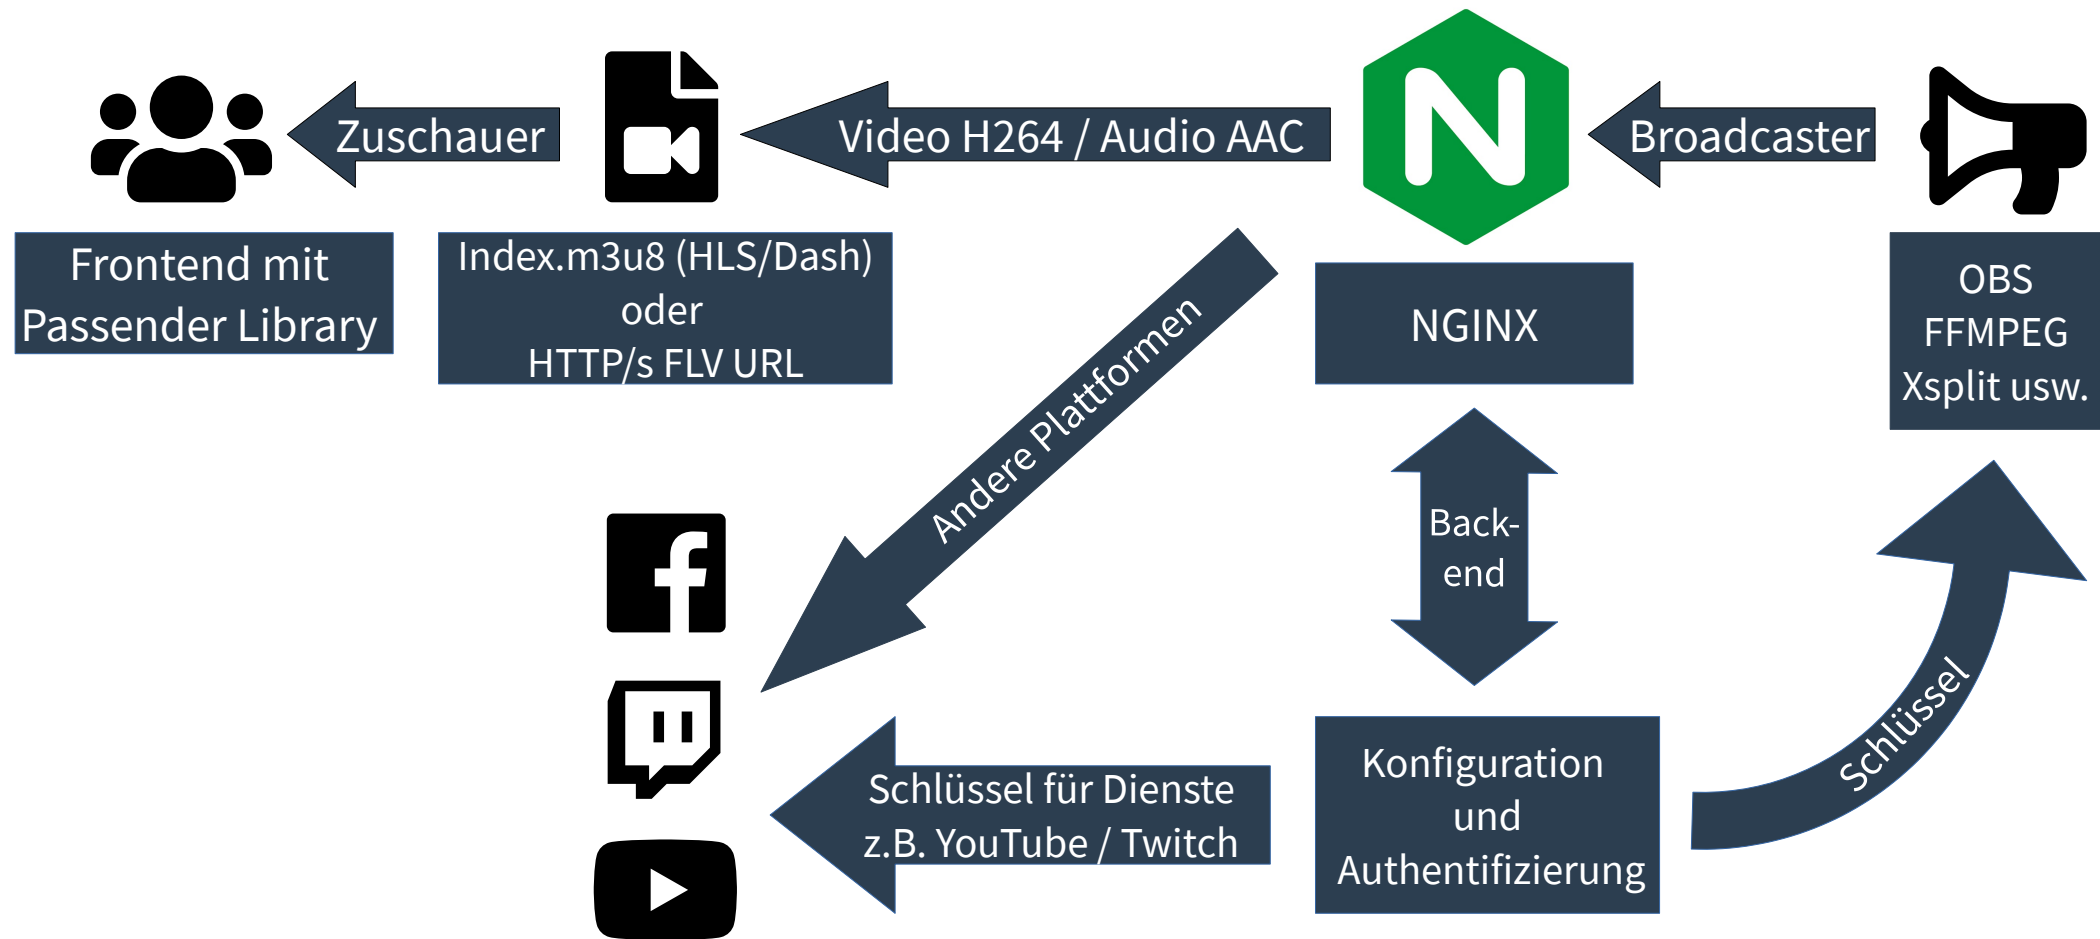 Zuschauer
Video H264 / Audio AAC
Broadcaster
Frontend mit
Passender Library
Index.m3u8 (HLS/Dash)
oder
HTTP/s FLV URL
NGINX
OBS
FFMPEG
Xsplit usw.
Andere Plattformen
Back-
end
Schlüssel
Schlüssel für Dienste
z.B. YouTube / Twitch
Konfiguration
und
Authentifizierung